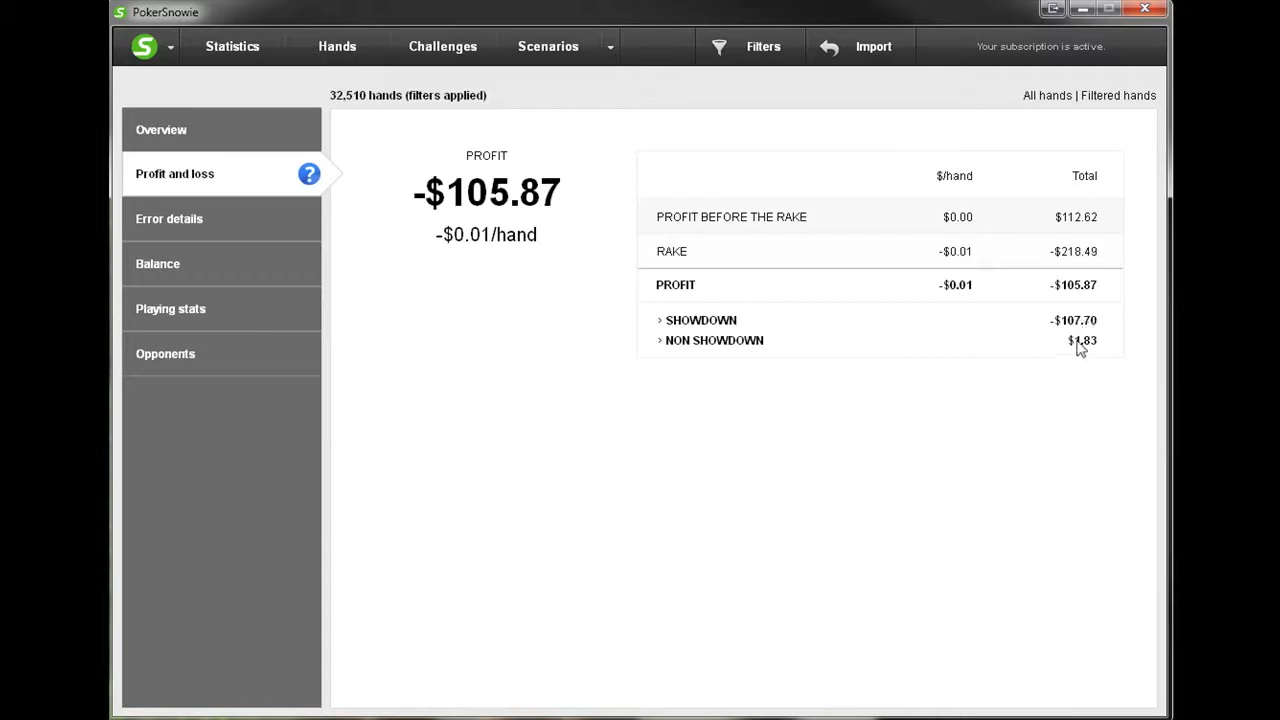 PokerSnowie
S Statistics Hands Challenges Scenarios Filters Import Your subscription is active.
32,510 hands (filters applied) All hands | Filtered hands
Overview
Profit and loss ?
Error details
Balance
Playing stats
Opponents
PROFIT
-$105.87
-$0.01/hand
$/hand Total
PROFIT BEFORE THE RAKE $0.00 $112.62
RAKE -$0.01 -$218.49
PROFIT -$0.01 -$105.87
› SHOWDOWN -$107.70
› NON SHOWDOWN $1.83